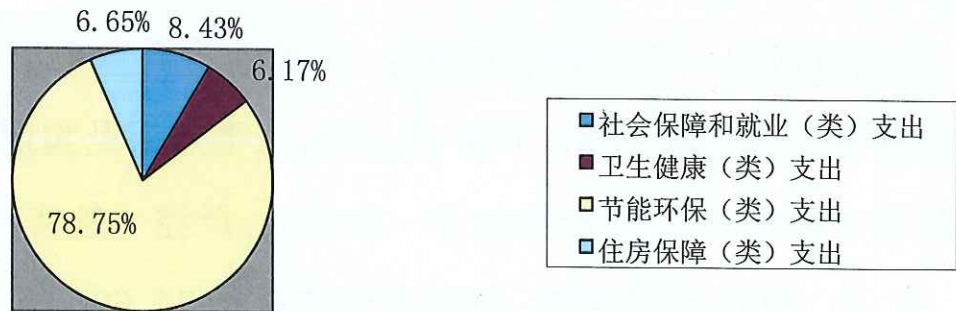 6.65%
8.43%
6.17%
78.75%
社会保障和就业（类）支出
卫生健康（类）支出
节能环保（类）支出
住房保障（类）支出